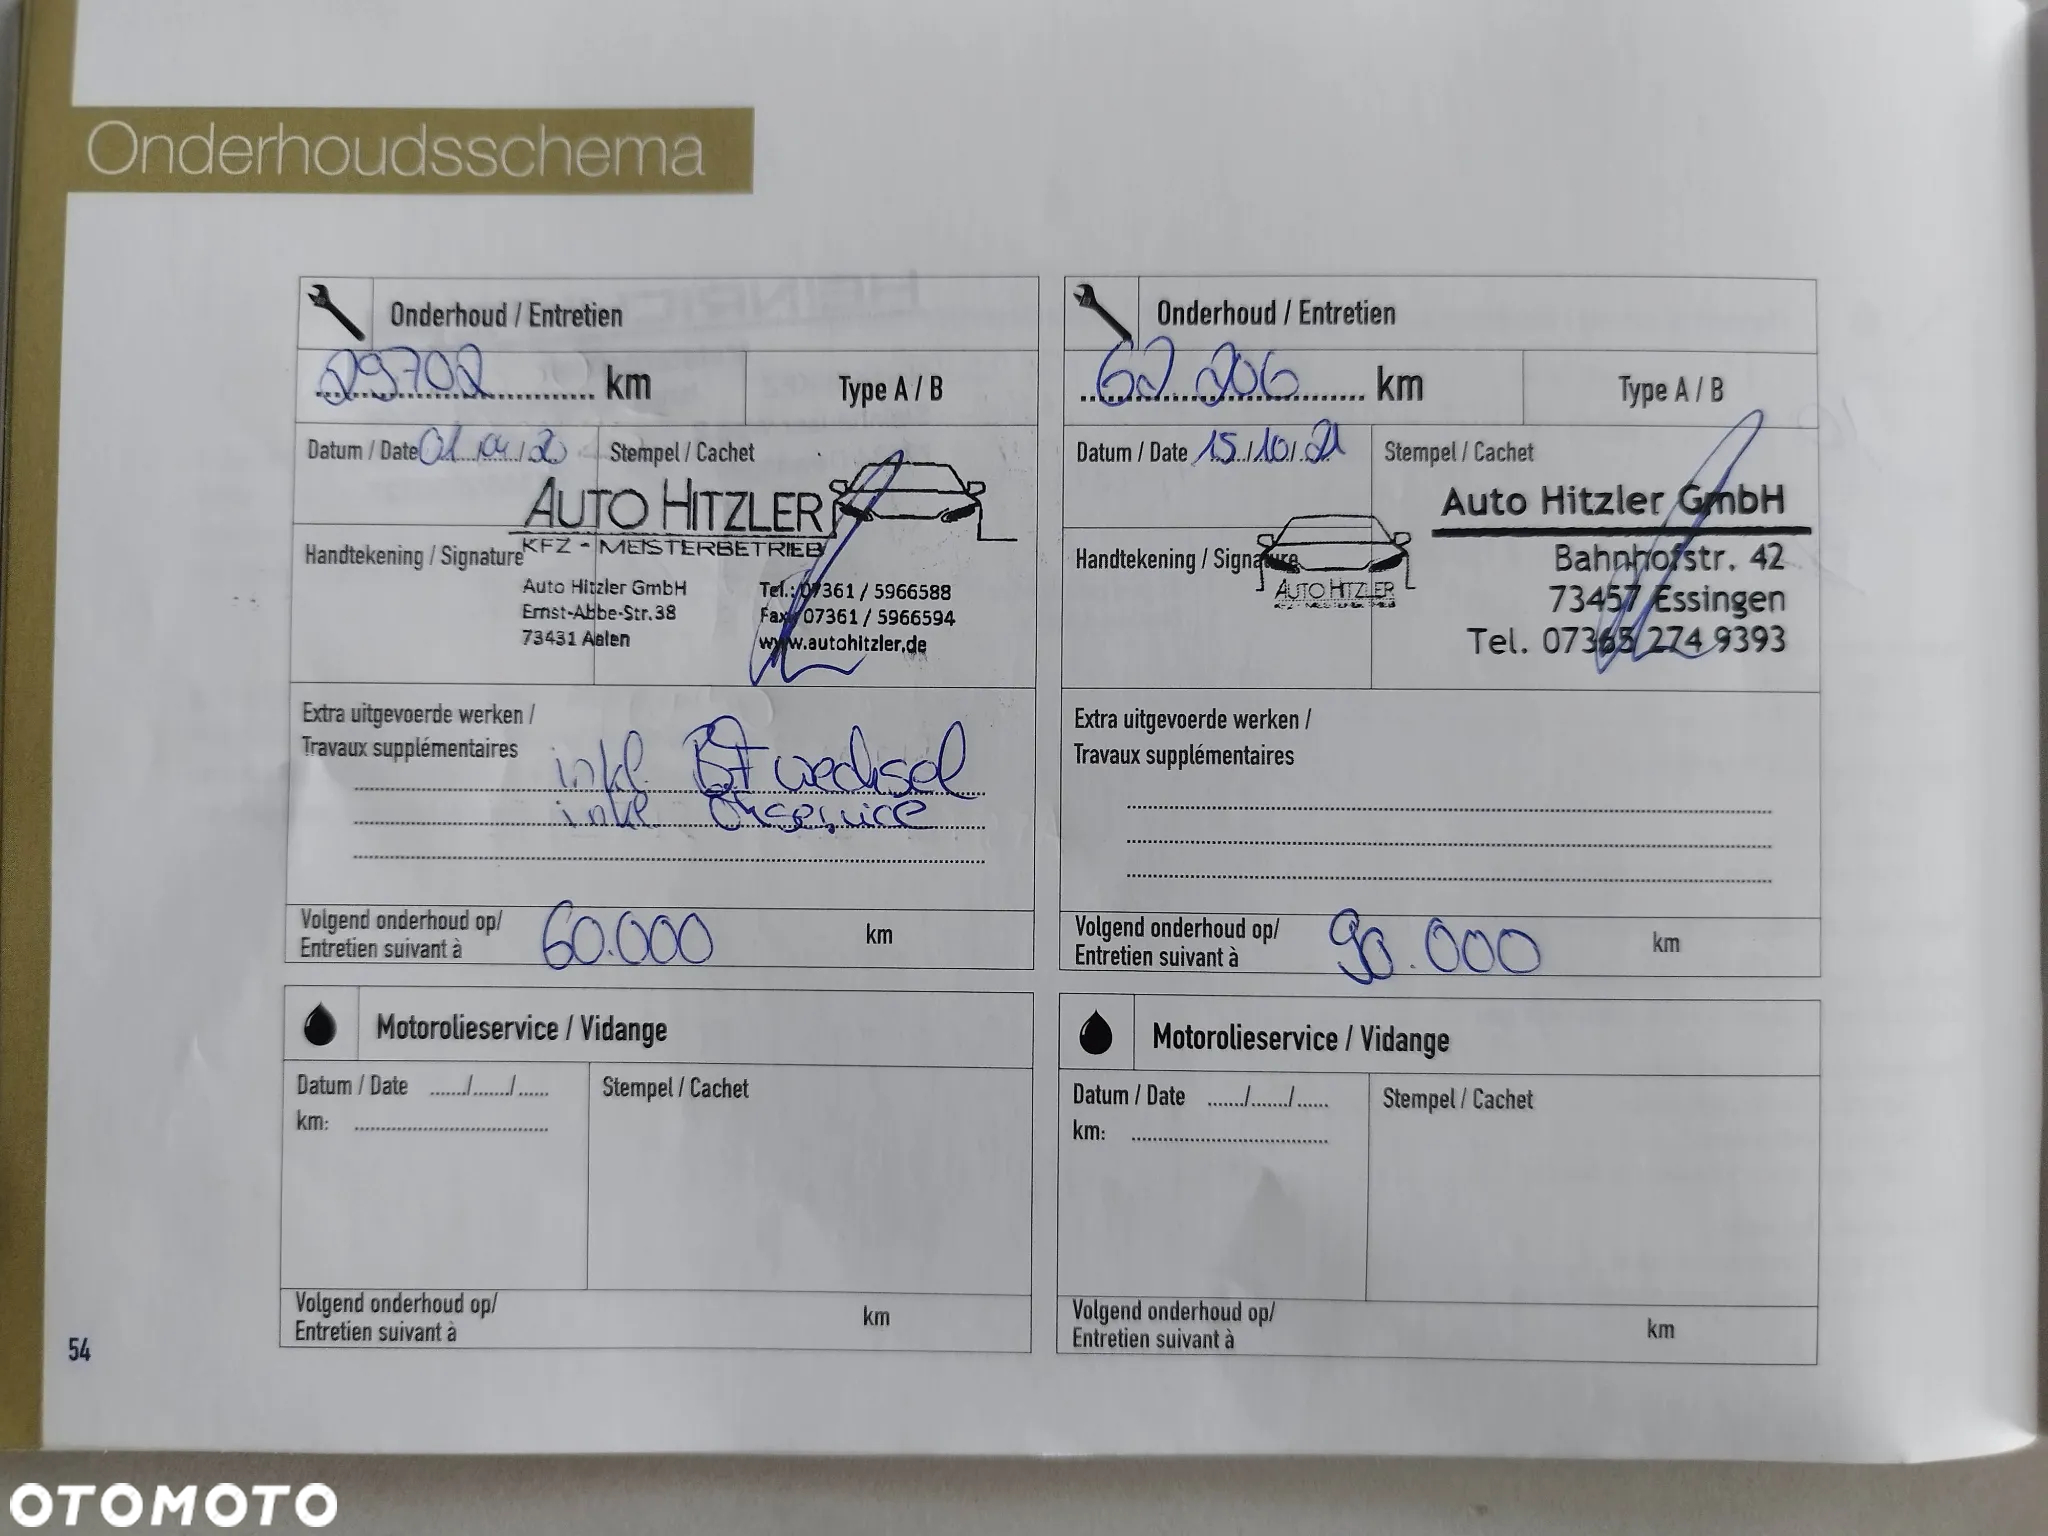 Onderhoudsschema
Onderhoud / Entretien
29702 km
Type A / B
Datum / Date 01/04/20
Stempel / Cachet
AUTO HITZLER
KFZ - MEISTERBETRIEB
Handtekening / Signature
Auto Hitzler GmbH
Ernst-Abbe-Str.38
73431 Aalen
Tel.: 07361 / 5966588
Fax: 07361 / 5966594
www.autohitzler.de
Extra uitgevoerde werken /
Travaux supplémentaires
inkl. BF wechsel
inkl. Ölservice
Volgend onderhoud op/
Entretien suivant à
60.000 km
Onderhoud / Entretien
62.206 km
Type A / B
Datum / Date 15/10/21
Stempel / Cachet
Handtekening / Signature
AUTO HITZLER
KFZ - MEISTERBETRIEB
Auto Hitzler GmbH
Bahnhofstr. 42
73457 Essingen
Tel. 07365 274 9393
Extra uitgevoerde werken /
Travaux supplémentaires
Volgend onderhoud op/
Entretien suivant à
90.000 km
Motorolieservice / Vidange
Datum / Date ....../......./......
km:
Stempel / Cachet
Volgend onderhoud op/
Entretien suivant à
km
Motorolieservice / Vidange
Datum / Date ......./......./......
km:
Stempel / Cachet
Volgend onderhoud op/
Entretien suivant à
km
54
OTOMOTO